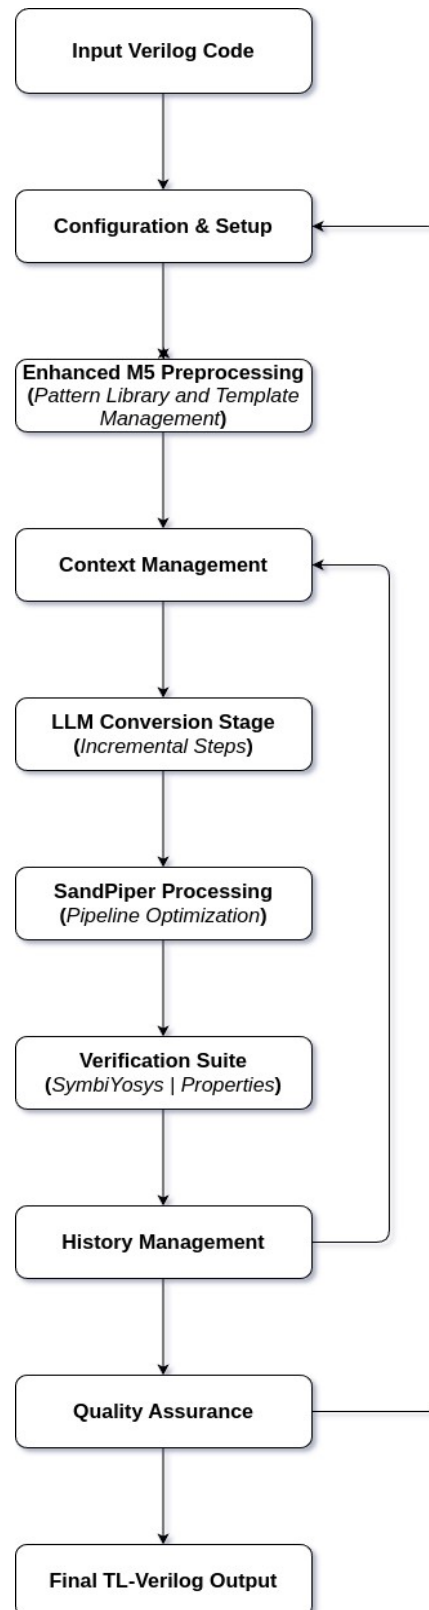 Input Verilog Code
Configuration & Setup
Enhanced M5 Preprocessing
(Pattern Library and Template
Management)
Context Management
LLM Conversion Stage
(Incremental Steps)
SandPiper Processing
(Pipeline Optimization)
Verification Suite
(SymbiYosys | Properties)
History Management
Quality Assurance
Final TL-Verilog Output